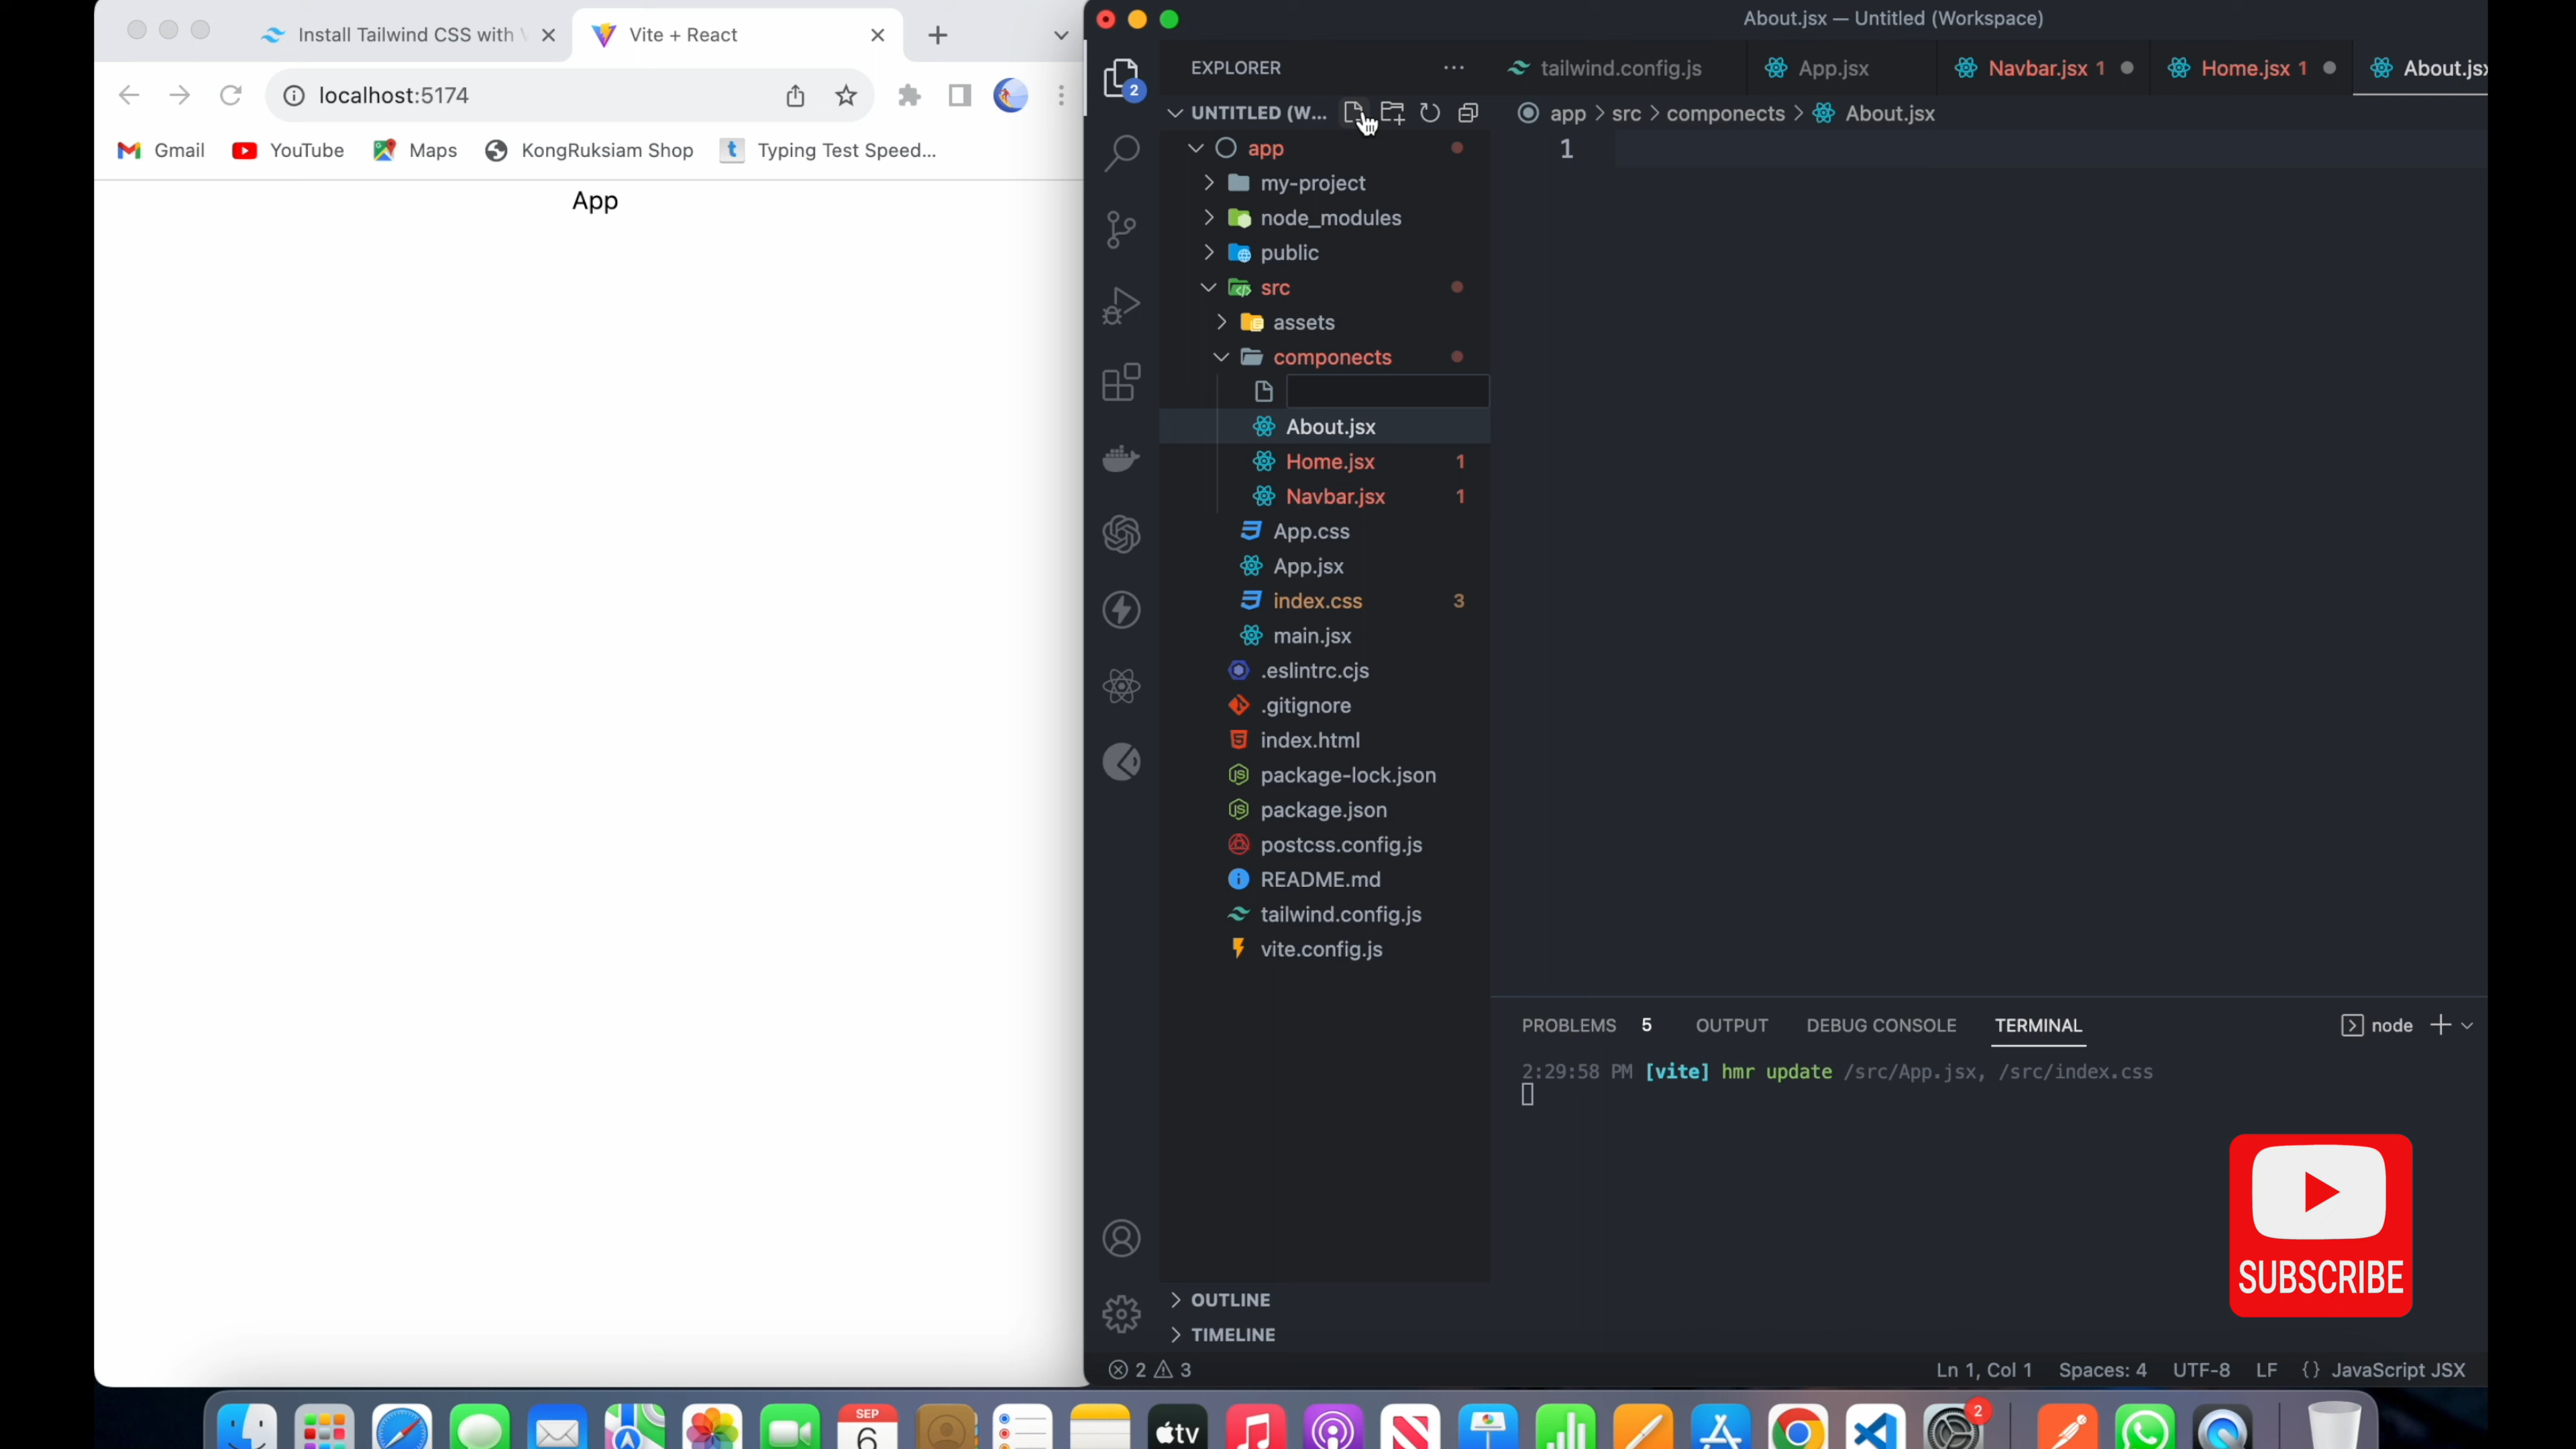 Install Tailwind CSS with V
Vite + React
localhost:5174
Gmail
YouTube
Maps
KongRuksiam Shop
t
Typing Test Speed...
App
About.jsx — Untitled (Workspace)
EXPLORER
tailwind.config.js
App.jsx
Navbar.jsx 1
Home.jsx 1
About.jsx
2
UNTITLED (W...
app > src > componects > About.jsx
1
app
my-project
node_modules
public
src
assets
componects
About.jsx
Home.jsx 1
Navbar.jsx 1
App.css
App.jsx
index.css 3
main.jsx
.eslintrc.cjs
.gitignore
index.html
package-lock.json
package.json
postcss.config.js
README.md
tailwind.config.js
vite.config.js
OUTLINE
TIMELINE
PROBLEMS 5
OUTPUT
DEBUG CONSOLE
TERMINAL
node
2:29:58 PM [vite] hmr update /src/App.jsx, /src/index.css
SUBSCRIBE
2 3
Ln 1, Col 1
Spaces: 4
UTF-8
LF
{} JavaScript JSX
SEP
6
tv
2